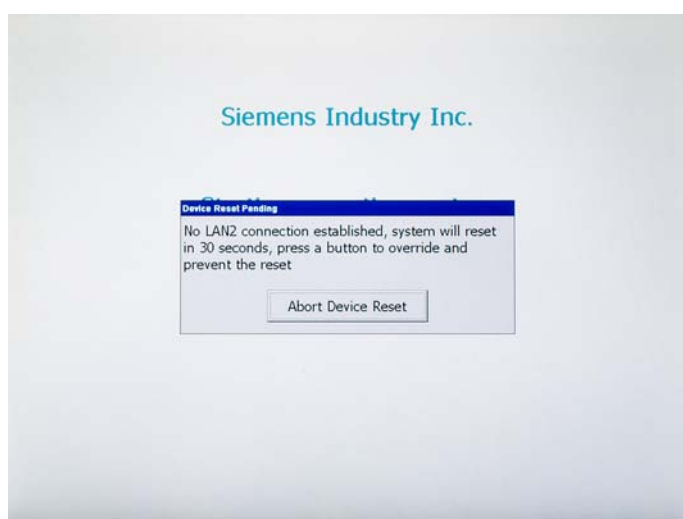 Siemens Industry Inc.
Device Reset Pending
No LAN2 connection established, system will reset
in 30 seconds, press a button to override and
prevent the reset
Abort Device Reset